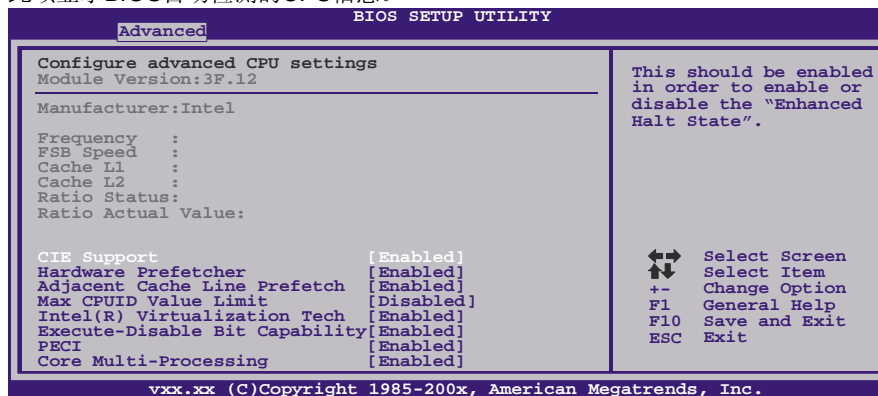 BIOS SETUP UTILITY
Advanced
Configure advanced CPU settings
Module Version:3F.12
Manufacturer:Intel
Frequency :
FSB Speed :
Cache L1 :
Cache L2 :
Ratio Status:
Ratio Actual Value:
CIE Support [Enabled]
Hardware Prefetcher [Enabled]
Adjacent Cache Line Prefetch [Enabled]
Max CPUID Value Limit [Disabled]
Intel(R) Virtualization Tech [Enabled]
Execute-Disable Bit Capability[Enabled]
PECI [Enabled]
Core Multi-Processing [Enabled]
This should be enabled
in order to enable or
disable the “Enhanced
Halt State”.
Select Screen
Select Item
+- Change Option
F1 General Help
F10 Save and Exit
ESC Exit
vxx.xx (C)Copyright 1985-200x, American Megatrends, Inc.